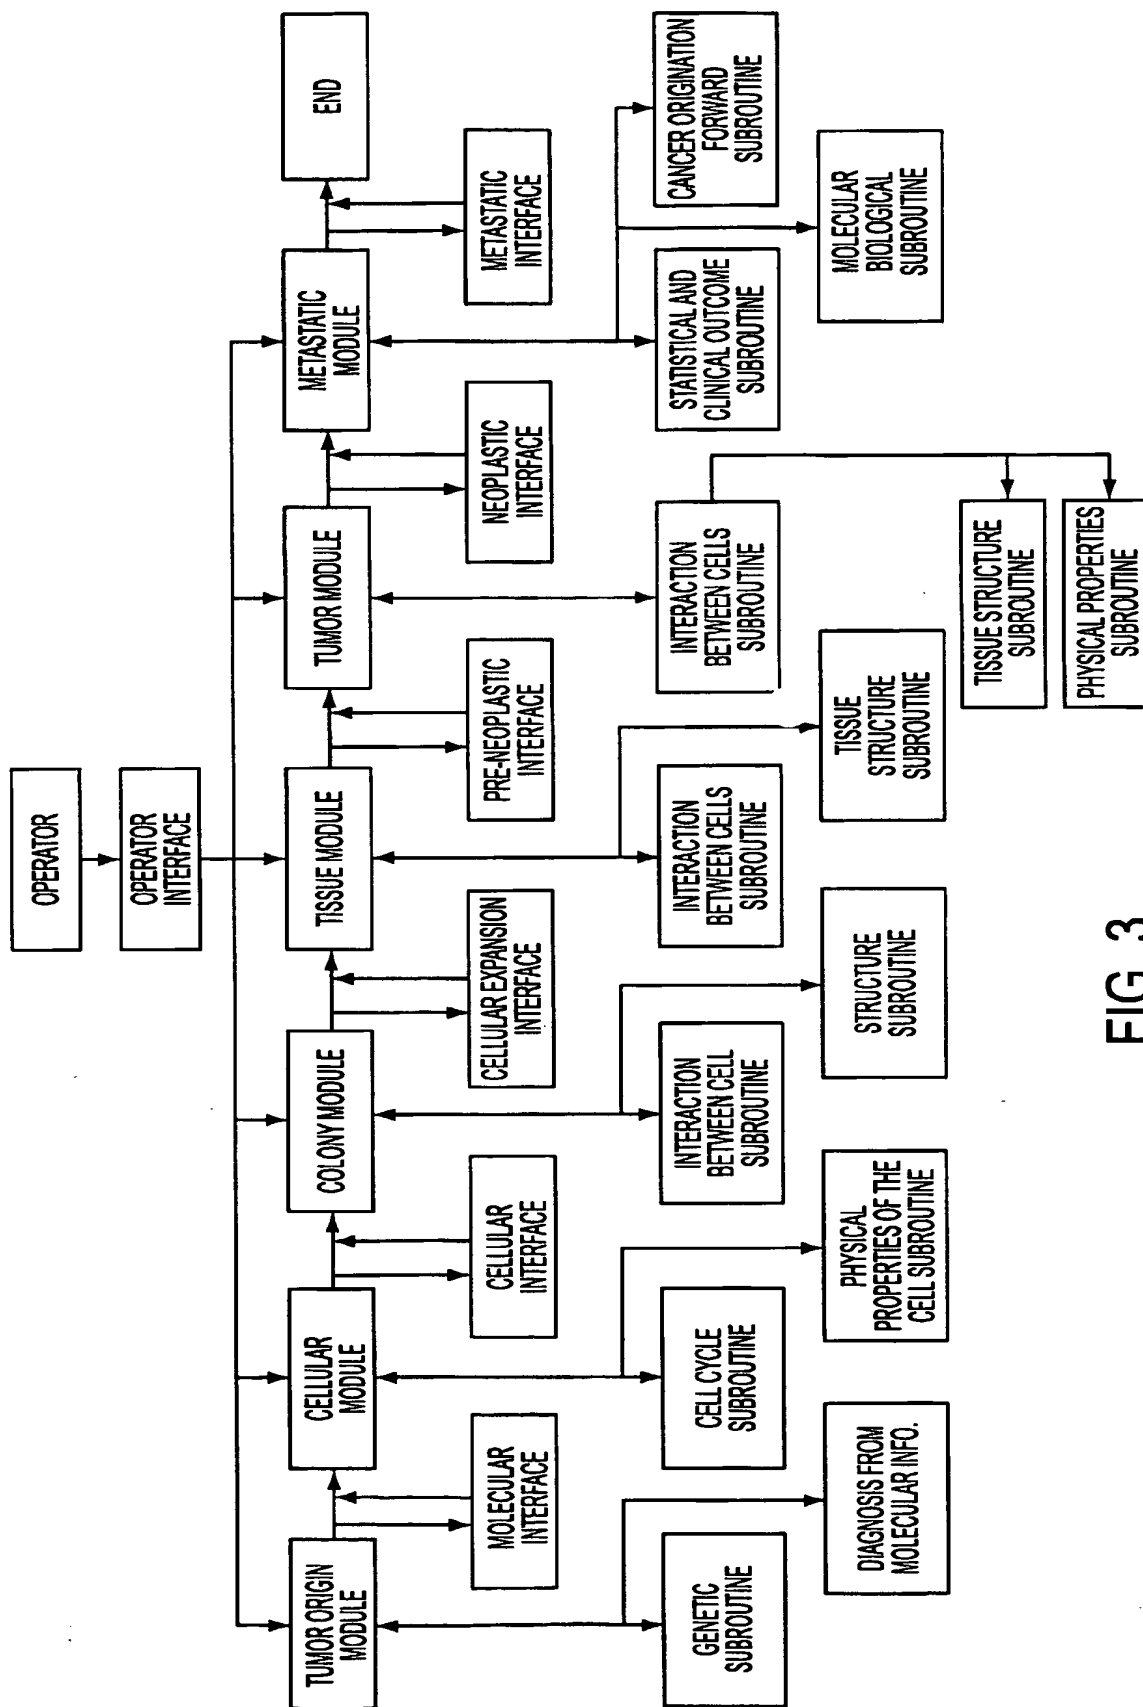 OPERATOR
OPERATOR
INTERFACE
TUMOR ORIGIN
MODULE
CELLULAR
MODULE
COLONY MODULE
TISSUE MODULE
TUMOR MODULE
METASTATIC
MODULE
END
MOLECULAR
INTERFACE
CELLULAR
INTERFACE
CELLULAR EXPANSION
INTERFACE
PRE-NEOPLASTIC
INTERFACE
NEOPLASTIC
INTERFACE
METASTATIC
INTERFACE
GENETIC
SUBROUTINE
CELL CYCLE
SUBROUTINE
INTERACTION
BETWEEN CELL
SUBROUTINE
INTERACTION
BETWEEN CELLS
SUBROUTINE
INTERACTION
BETWEEN CELLS
SUBROUTINE
STATISTICAL AND
CLINICAL OUTCOME
SUBROUTINE
CANCER ORIGINATION
FORWARD
SUBROUTINE
DIAGNOSIS FROM
MOLECULAR INFO.
PHYSICAL
PROPERTIES OF THE
CELL SUBROUTINE
STRUCTURE
SUBROUTINE
TISSUE
STRUCTURE
SUBROUTINE
MOLECULAR
BIOLOGICAL
SUBROUTINE
TISSUE STRUCTURE
SUBROUTINE
PHYSICAL PROPERTIES
SUBROUTINE
FIG. 3